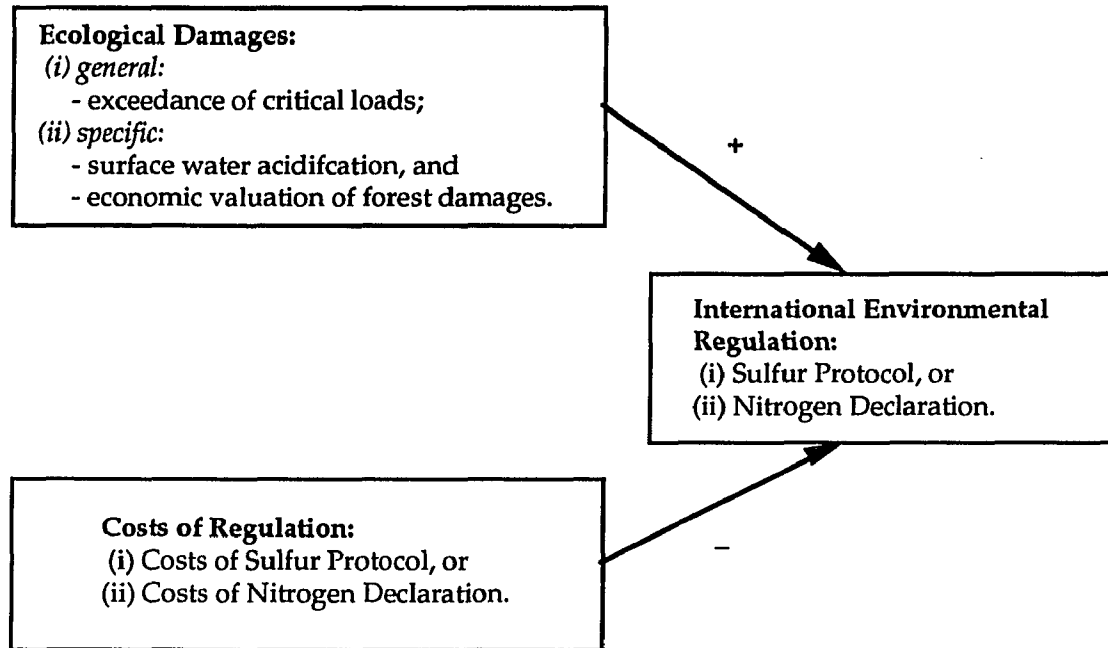 Ecological Damages:
(i) general:
- exceedance of critical loads;
(ii) specific:
- surface water acidifcation, and
- economic valuation of forest damages.
+
International Environmental
Regulation:
(i) Sulfur Protocol, or
(ii) Nitrogen Declaration.
Costs of Regulation:
(i) Costs of Sulfur Protocol, or
(ii) Costs of Nitrogen Declaration.
–